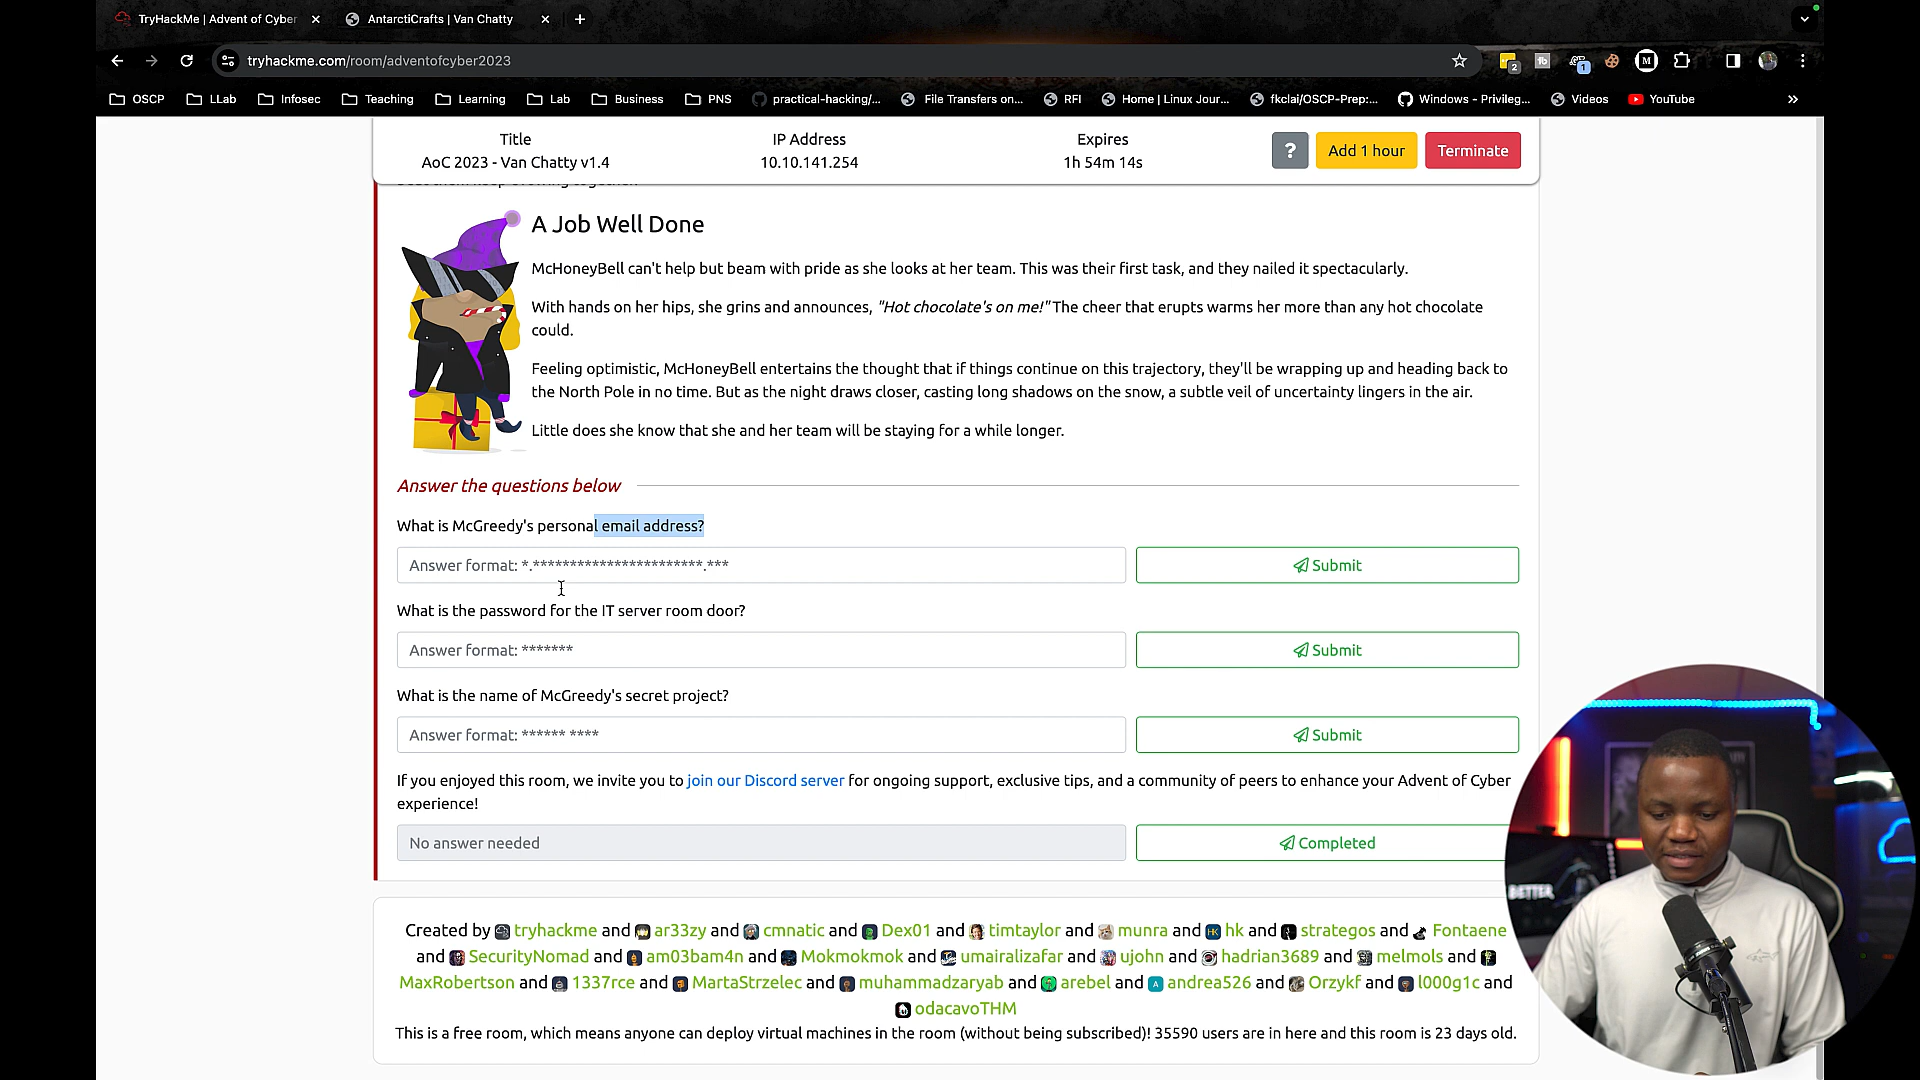 TryHackMe | Advent of Cyber
AntarctiCrafts | Van Chatty
tryhackme.com/room/adventofcyber2023
2
fb
1
M
OSCP
LLab
Infosec
Teaching
Learning
Lab
Business
PNS
practical-hacking/...
File Transfers on...
RFI
Home | Linux Jour...
fkclai/OSCP-Prep:...
Windows - Privileg...
Videos
YouTube
Title
AoC 2023 - Van Chatty v1.4
IP Address
10.10.141.254
Expires
1h 54m 14s
?
Add 1 hour
Terminate
A Job Well Done
McHoneyBell can't help but beam with pride as she looks at her team. This was their first task, and they nailed it spectacularly.
With hands on her hips, she grins and announces, "Hot chocolate's on me!" The cheer that erupts warms her more than any hot chocolate
could.
Feeling optimistic, McHoneyBell entertains the thought that if things continue on this trajectory, they'll be wrapping up and heading back to
the North Pole in no time. But as the night draws closer, casting long shadows on the snow, a subtle veil of uncertainty lingers in the air.
Little does she know that she and her team will be staying for a while longer.
Answer the questions below
What is McGreedy's personal email address?
Answer format: *.***********************.***
Submit
What is the password for the IT server room door?
Answer format: *******
Submit
What is the name of McGreedy's secret project?
Answer format: ****** ****
Submit
If you enjoyed this room, we invite you to join our Discord server for ongoing support, exclusive tips, and a community of peers to enhance your Advent of Cyber
experience!
No answer needed
Completed
Created by tryhackme and ar33zy and cmnatic and Dex01 and timtaylor and munra and HK hk and strategos and Fontaene
and SecurityNomad and am03bam4n and Mokmokmok and umairalizafar and ujohn and hadrian3689 and melmols and
MaxRobertson and 1337rce and MartaStrzelec and muhammadzaryab and arebel and A andrea526 and Orzykf and l000g1c and
odacavoTHM
This is a free room, which means anyone can deploy virtual machines in the room (without being subscribed)! 35590 users are in here and this room is 23 days old.
BETTER